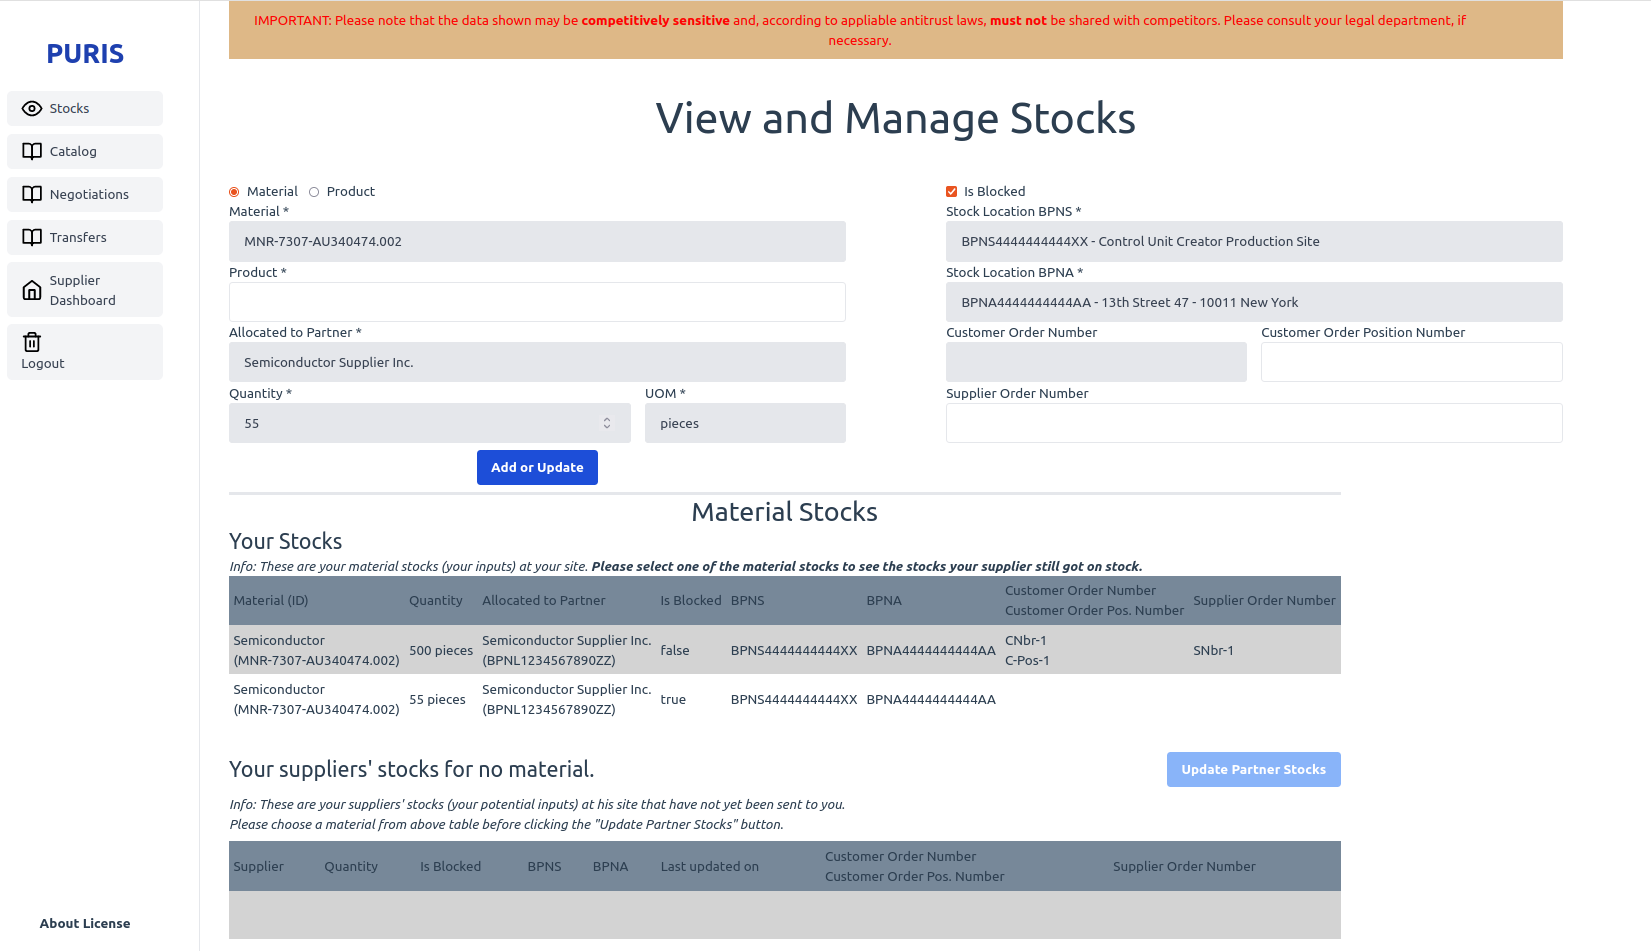 IMPORTANT: Please note that the data shown may be competitively sensitive and, according to appliable antitrust laws, must not be shared with competitors. Please consult your legal department, if
necessary.
PURIS
Stocks
Catalog
Negotiations
Transfers
Supplier
Dashboard
Logout
About License
View and Manage Stocks
Material Product
Material *
MNR-7307-AU340474.002
Product *
Allocated to Partner *
Semiconductor Supplier Inc.
Quantity * UOM *
55 pieces
Is Blocked
Stock Location BPNS *
BPNS4444444444XX - Control Unit Creator Production Site
Stock Location BPNA *
BPNA4444444444AA - 13th Street 47 - 10011 New York
Customer Order Number Customer Order Position Number
Supplier Order Number
Add or Update
Material Stocks
Your Stocks
Info: These are your material stocks (your inputs) at your site. Please select one of the material stocks to see the stocks your supplier still got on stock.
Material (ID) Quantity Allocated to Partner Is Blocked BPNS BPNA Customer Order Number Supplier Order Number
Customer Order Pos. Number
Semiconductor 500 pieces Semiconductor Supplier Inc. false BPNS4444444444XX BPNA4444444444AA CNbr-1 SNbr-1
(MNR-7307-AU340474.002) (BPNL1234567890ZZ) C-Pos-1
Semiconductor 55 pieces Semiconductor Supplier Inc. true BPNS4444444444XX BPNA4444444444AA
(MNR-7307-AU340474.002) (BPNL1234567890ZZ)
Your suppliers' stocks for no material.
Update Partner Stocks
Info: These are your suppliers' stocks (your potential inputs) at his site that have not yet been sent to you.
Please choose a material from above table before clicking the "Update Partner Stocks" button.
Supplier Quantity Is Blocked BPNS BPNA Last updated on Customer Order Number Supplier Order Number
Customer Order Pos. Number